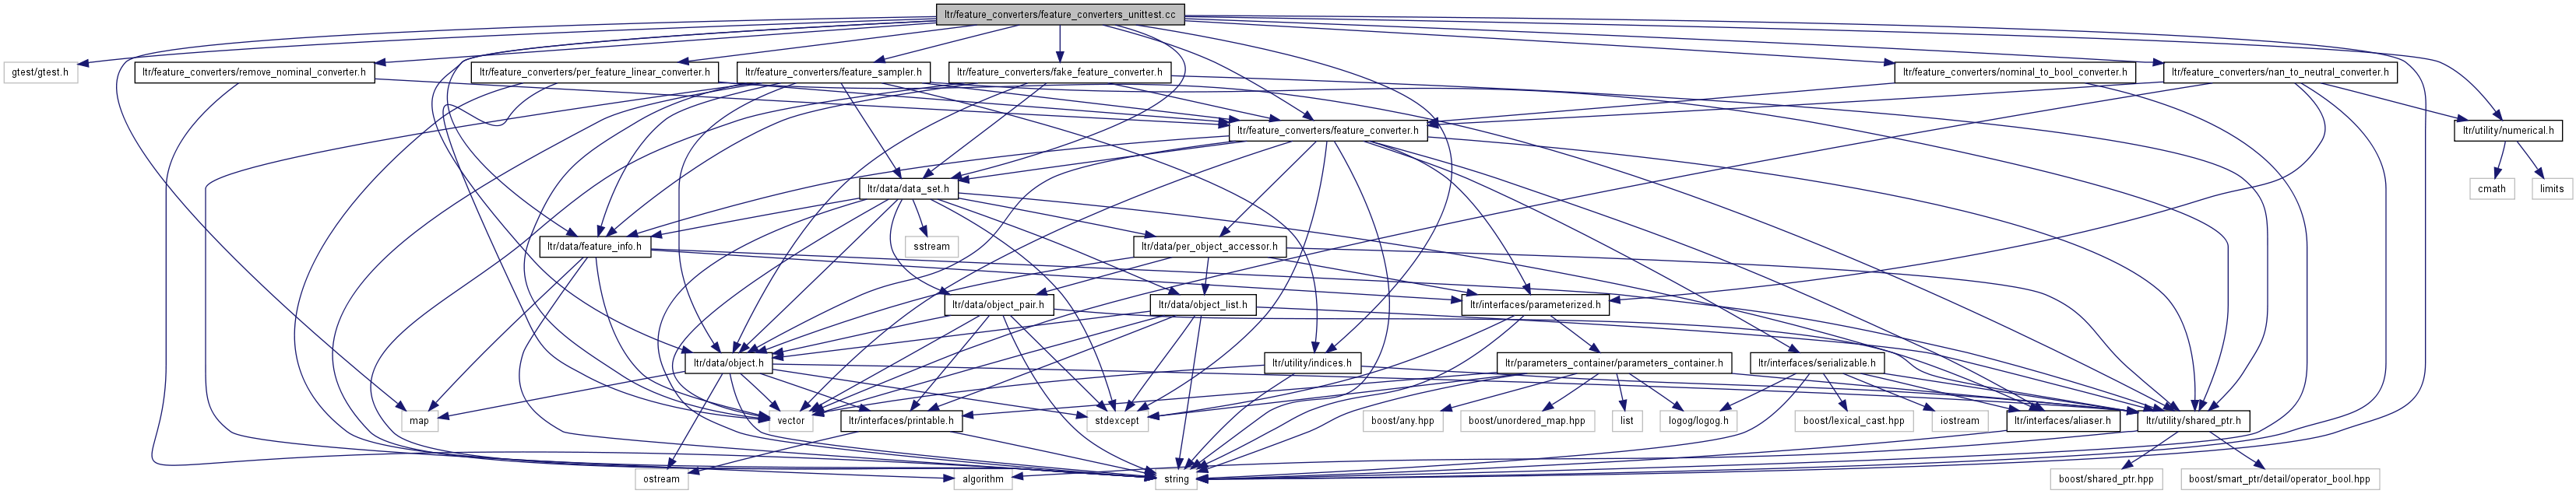 ltr/feature_converters/feature_converters_unittest.cc
gtest/gtest.h
ltr/feature_converters/remove_nominal_converter.h
ltr/feature_converters/per_feature_linear_converter.h
ltr/feature_converters/feature_sampler.h
ltr/feature_converters/fake_feature_converter.h
ltr/feature_converters/nominal_to_bool_converter.h
ltr/feature_converters/nan_to_neutral_converter.h
ltr/feature_converters/feature_converter.h
ltr/utility/numerical.h
ltr/data/data_set.h
cmath
limits
ltr/data/feature_info.h
sstream
ltr/data/per_object_accessor.h
ltr/data/object_pair.h
ltr/data/object_list.h
ltr/interfaces/parameterized.h
ltr/data/object.h
ltr/utility/indices.h
ltr/parameters_container/parameters_container.h
ltr/interfaces/serializable.h
map
vector
ltr/interfaces/printable.h
stdexcept
boost/any.hpp
boost/unordered_map.hpp
list
logog/logog.h
boost/lexical_cast.hpp
iostream
ltr/interfaces/aliaser.h
ltr/utility/shared_ptr.h
ostream
algorithm
string
boost/shared_ptr.hpp
boost/smart_ptr/detail/operator_bool.hpp